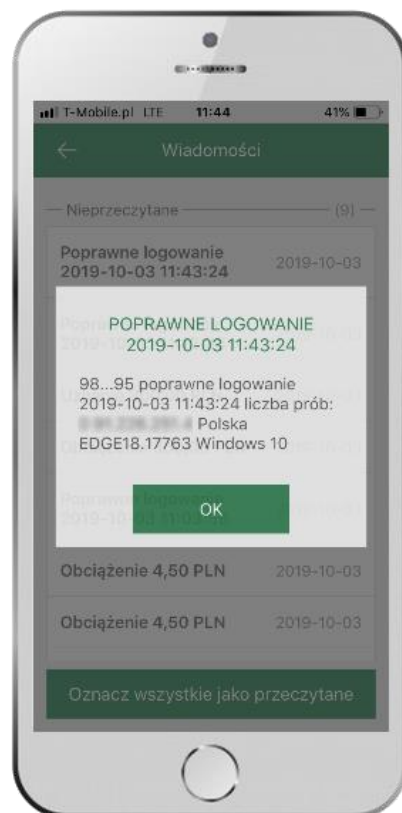 T-Mobile.pl LTE 11:44 41%
Wiadomości
Nieprzeczytane (9)
Poprawne logowanie
2019-10-03 11:43:24 2019-10-03
POPRAWNE LOGOWANIE
2019-10-03 11:43:24
98...95 poprawne logowanie
2019-10-03 11:43:24 liczba prób:
Polska
EDGE18.17763 Windows 10
OK
Obciążenie 4,50 PLN 2019-10-03
Obciążenie 4,50 PLN 2019-10-03
Oznacz wszystkie jako przeczytane